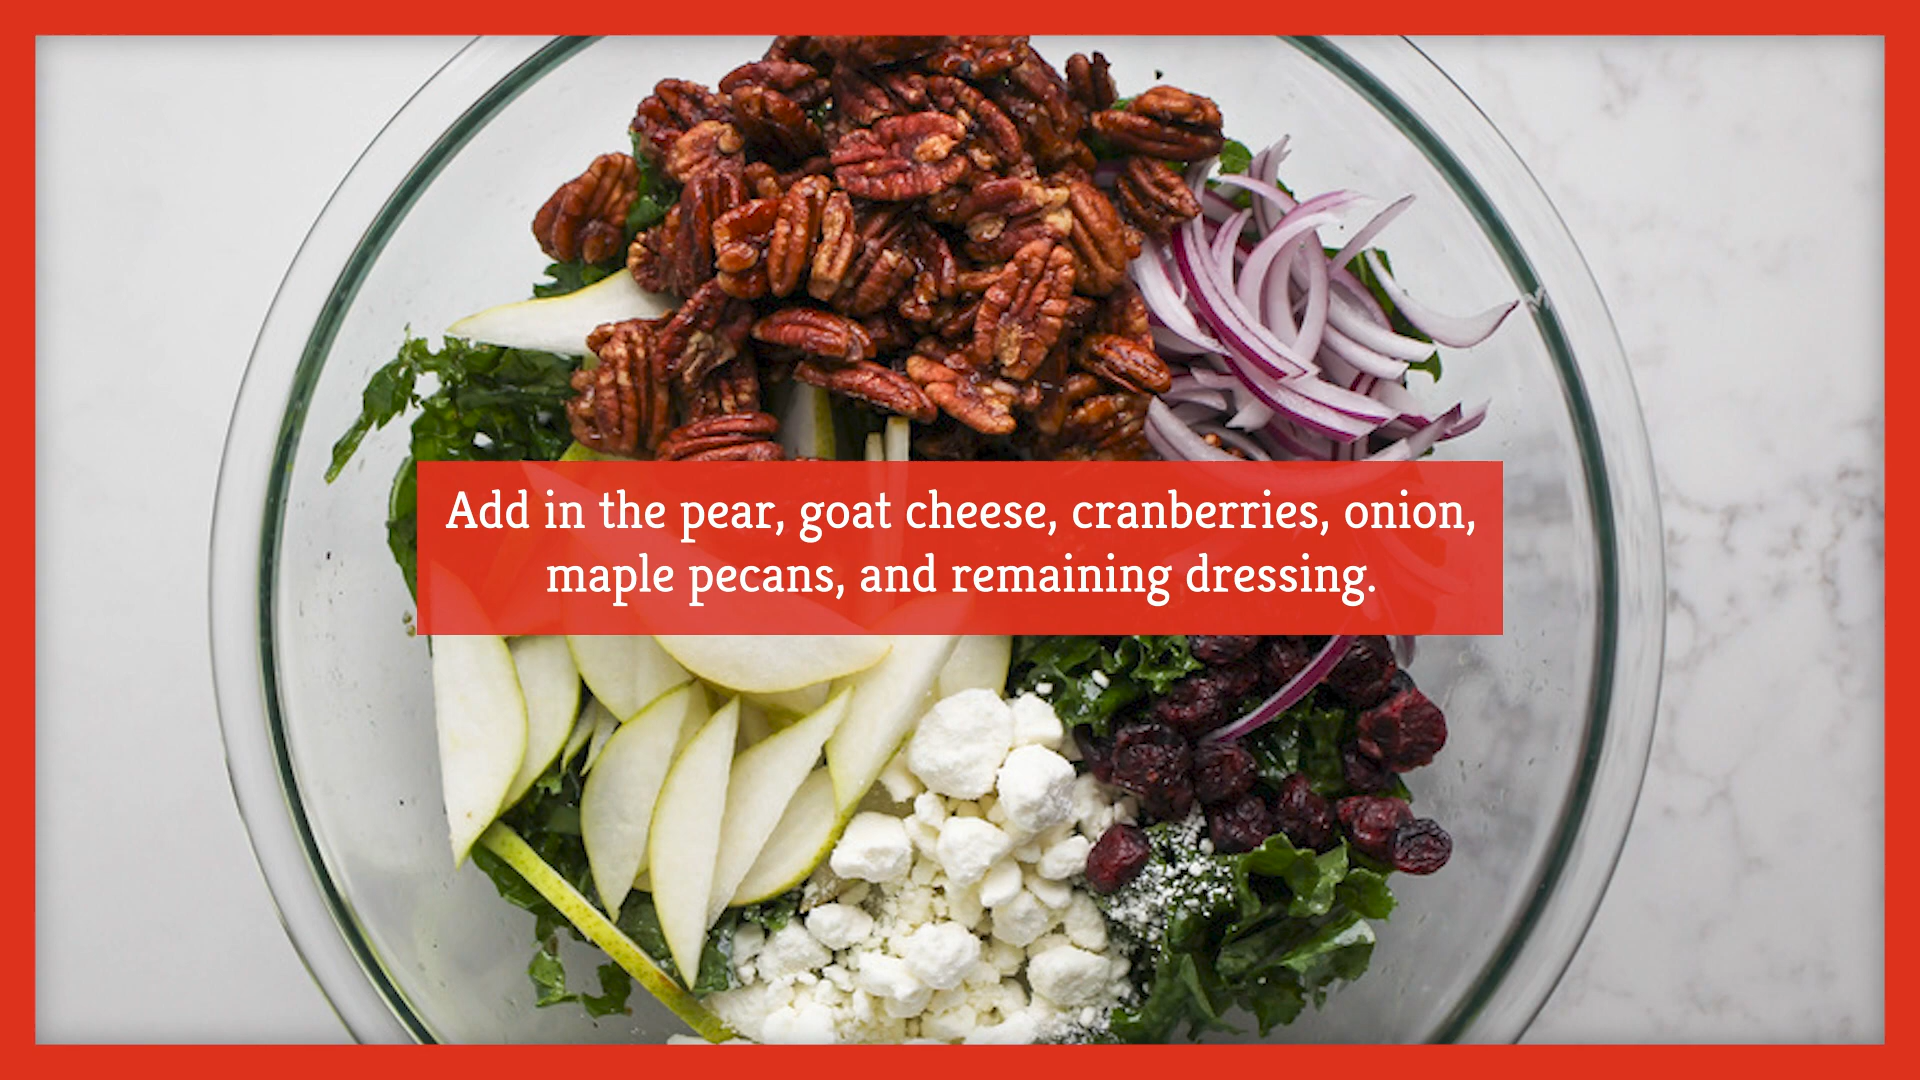 Add in the pear, goat cheese, cranberries, onion,
maple pecans, and remaining dressing.